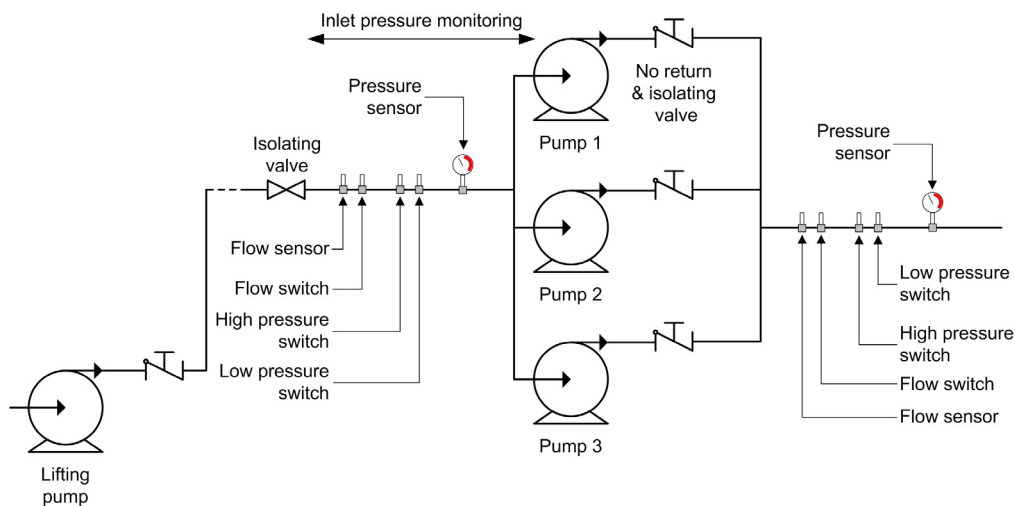 Inlet pressure monitoring
Pressure
sensor
No return
& isolating
valve
Pump 1
Isolating
valve
Pressure
sensor
Flow sensor
Flow switch
High pressure
switch
Low pressure
switch
Pump 2
Low pressure
switch
High pressure
switch
Flow switch
Flow sensor
Pump 3
Lifting
pump